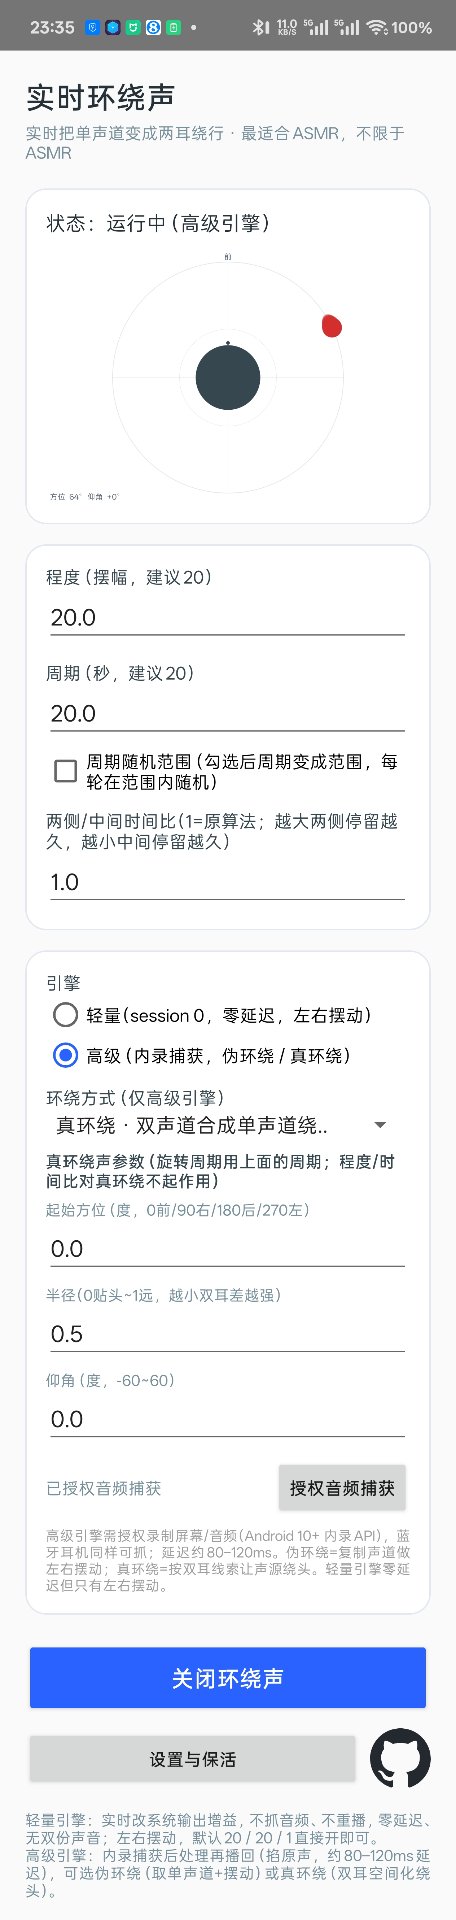 23:35
11.0
KB/S
5G
5G
100%
实时环绕声
实时把单声道变成两耳绕行 · 最适合 ASMR，不限于
ASMR
状态：运行中 (高级引擎)
前
方位 64° 仰角 +0°
程度 (摆幅，建议 20)
20.0
周期 (秒，建议 20)
20.0
周期随机范围 (勾选后周期变成范围，每
轮在范围内随机)
两侧/中间时间比(1=原算法；越大两侧停留越
久，越小中间停留越久)
1.0
引擎
轻量(session 0，零延迟，左右摆动)
高级 (内录捕获，伪环绕 / 真环绕)
环绕方式 (仅高级引擎)
真环绕 · 双声道合成单声道绕..
真环绕声参数 (旋转周期用上面的周期；程度/时
间比对真环绕不起作用)
起始方位 (度，0前/90右/180后/270左)
0.0
半径(0贴头~1远，越小双耳差越强)
0.5
仰角 (度，-60~60)
0.0
已授权音频捕获
授权音频捕获
高级引擎需授权录制屏幕/音频(Android 10+ 内录 API)，蓝
牙耳机同样可抓；延迟约 80–120ms。伪环绕=复制声道做
左右摆动；真环绕=按双耳线索让声源绕头。轻量引擎零延
迟但只有左右摆动。
关闭环绕声
设置与保活
轻量引擎：实时改系统输出增益，不抓音频、不重播，零延迟、
无双份声音；左右摆动，默认 20 / 20 / 1 直接开即可。
高级引擎：内录捕获后处理再播回 (掐原声，约 80–120ms 延
迟)，可选伪环绕 (取单声道+摆动) 或真环绕 (双耳空间化绕
头)。